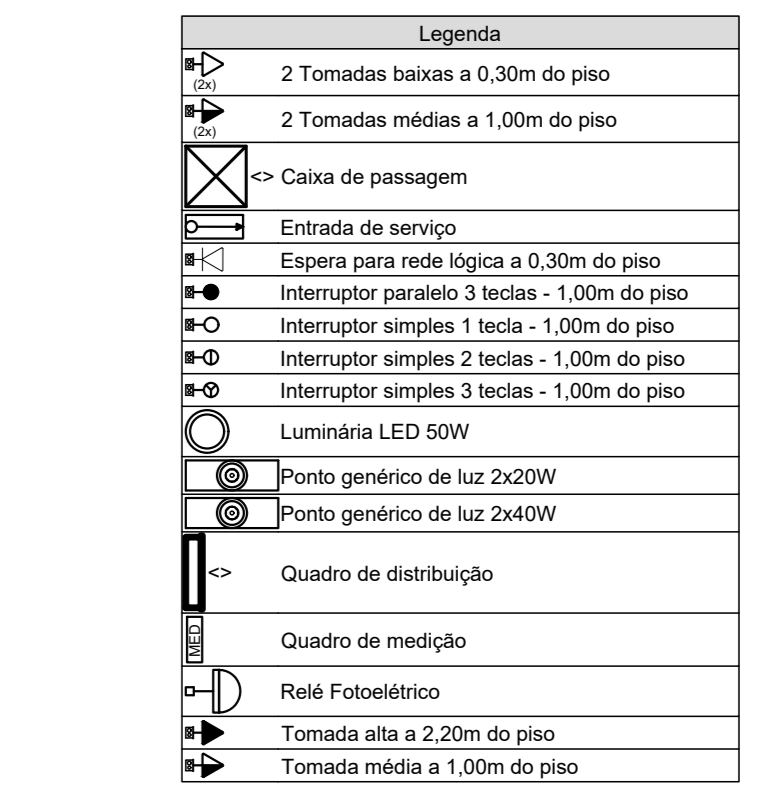 Legenda
(2x)
2 Tomadas baixas a 0,30m do piso
(2x)
2 Tomadas médias a 1,00m do piso
<> Caixa de passagem
Entrada de serviço
Espera para rede lógica a 0,30m do piso
Interruptor paralelo 3 teclas - 1,00m do piso
Interruptor simples 1 tecla - 1,00m do piso
Interruptor simples 2 teclas - 1,00m do piso
Interruptor simples 3 teclas - 1,00m do piso
Luminária LED 50W
Ponto genérico de luz 2x20W
Ponto genérico de luz 2x40W
<> Quadro de distribuição
MED Quadro de medição
Relé Fotoelétrico
Tomada alta a 2,20m do piso
Tomada média a 1,00m do piso